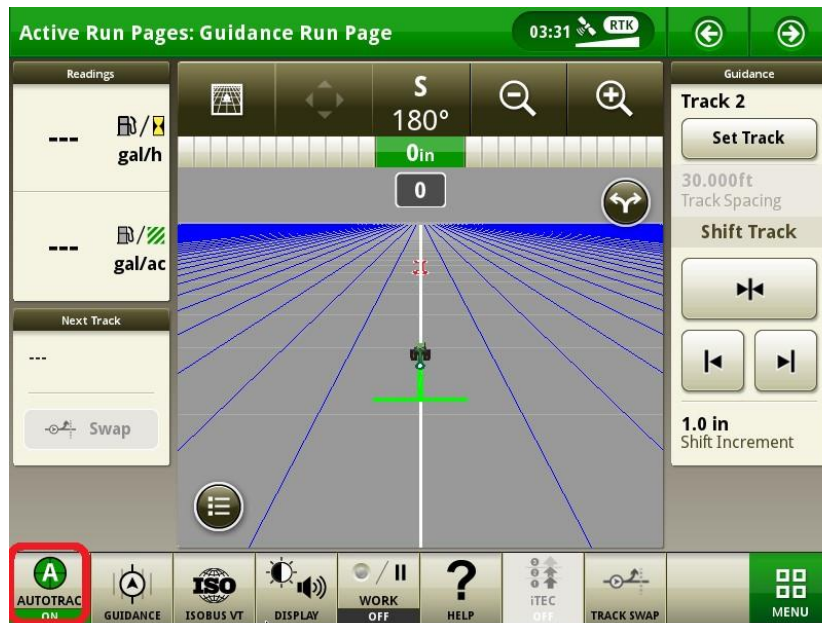 Active Run Pages: Guidance Run Page
03:31
RTK
Readings
---
gal/h
---
gal/ac
Next Track
---
Swap
S
180°
0in
0
Guidance
Track 2
Set Track
30.000ft
Track Spacing
Shift Track
1.0 in
Shift Increment
A
AUTOTRAC
ON
GUIDANCE
ISO
ISOBUS VT
DISPLAY
WORK
OFF
?
HELP
iTEC
OFF
TRACK SWAP
MENU